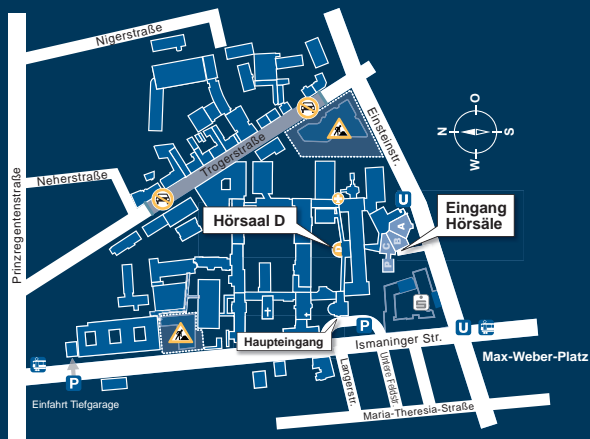 Nigerstraße
Einsteinstr.
O
N
S
W
Trogerstraße
Neherstraße
Prinzregentenstraße
U
Hörsaal D
Eingang
Hörsäle
A
B
C
P
D
S
Haupteingang
P
Ismaninger Str.
U
Max-Weber-Platz
P
Einfahrt Tiefgarage
Langerstr.
Untere Feldstr.
Maria-Theresia-Straße